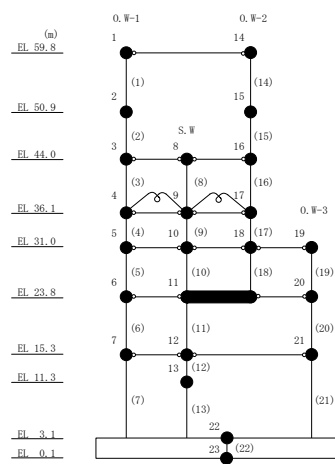 (m) O.W-1 O.W-2
1 14
EL 59.8
(1) (14)
2 15
EL 50.9
(2) S.W (15)
3 8 16
EL 44.0
(3) (8) (16)
4 9 17
EL 36.1
O.W-3
5 (4) 10 (9) 18 (17) 19
EL 31.0
(5) (10) (18) (19)
6 11 20
EL 23.8
(6) (11) (20)
7 12 21
EL 15.3
13 (12)
EL 11.3
(7) (13) (21)
22
EL 3.1
23 (22)
EL 0.1